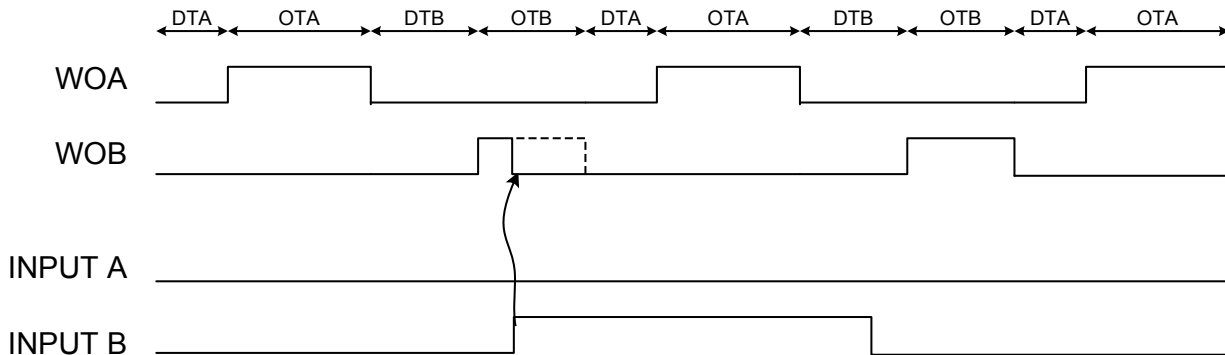 DTA OTA DTB OTB DTA OTA DTB OTB DTA OTA
WOA
WOB
INPUT A
INPUT B